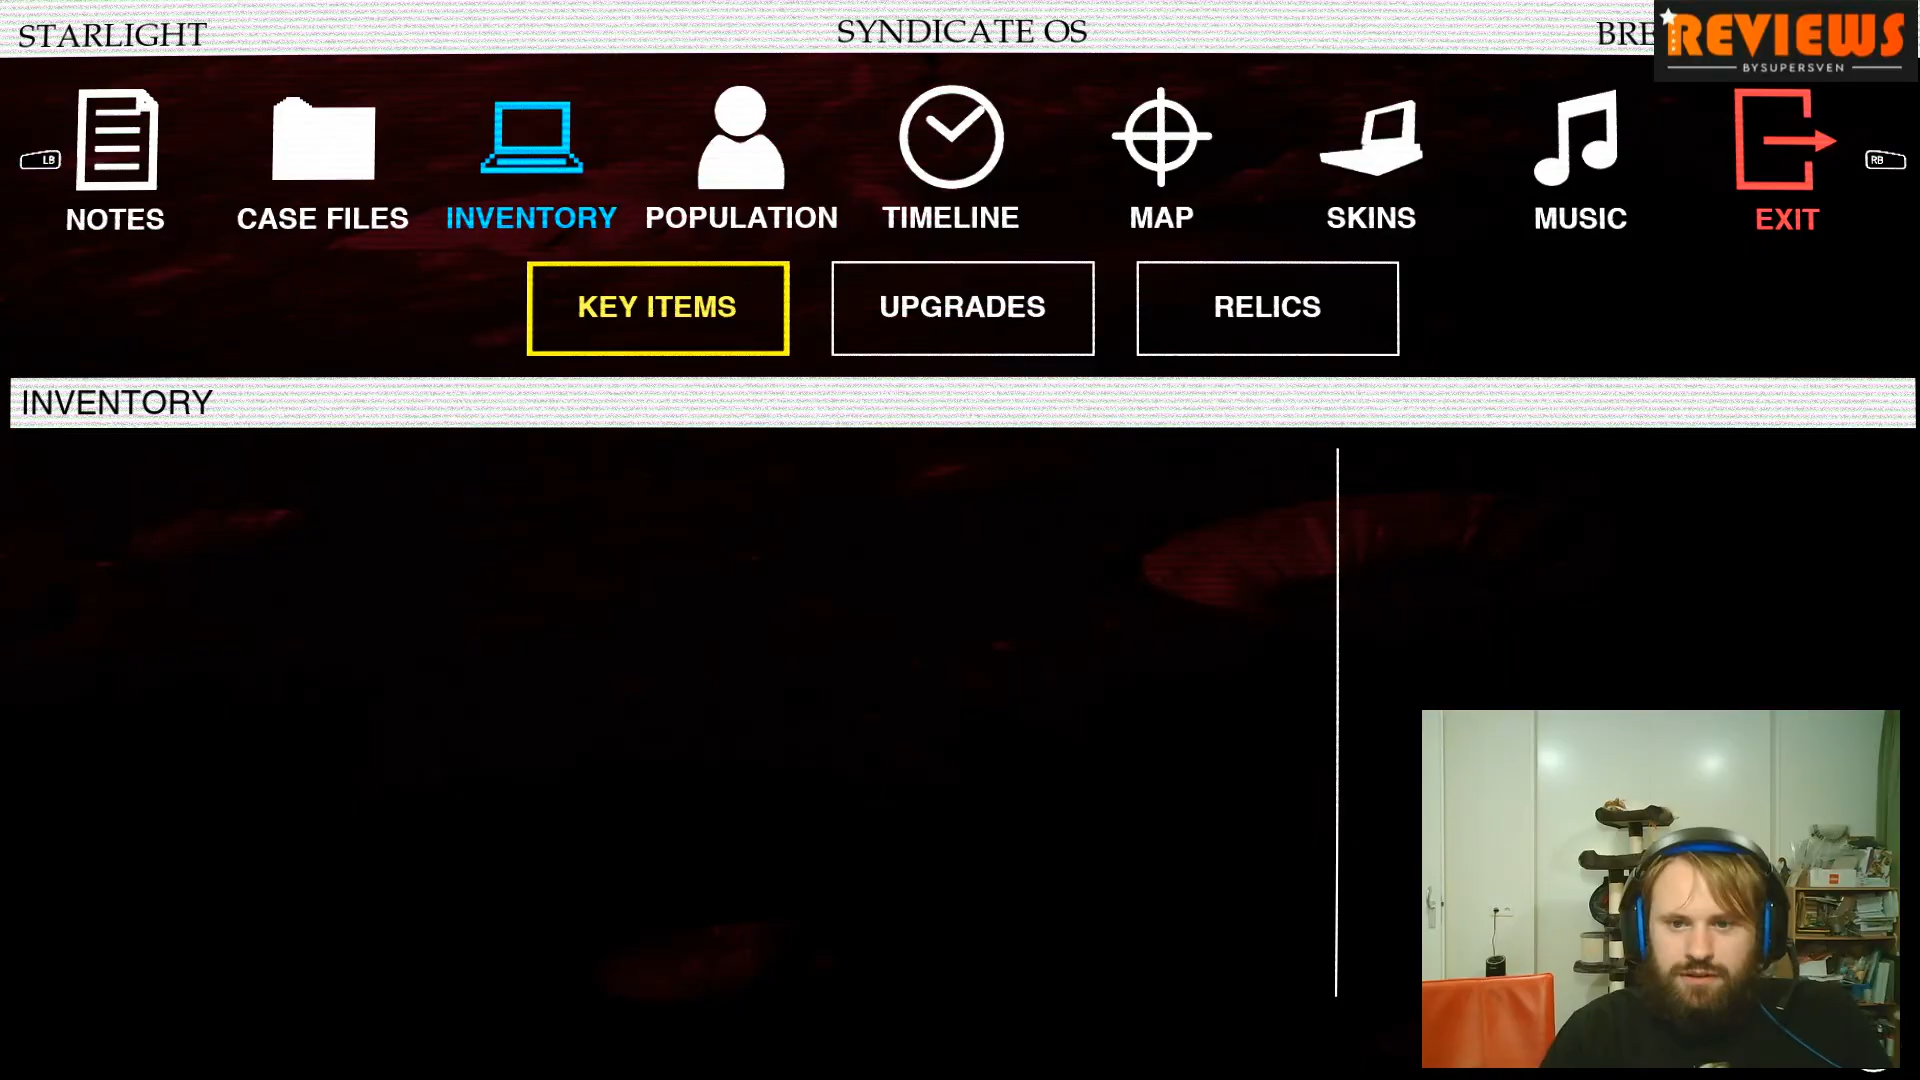 STARLIGHT
SYNDICATE OS
BRE
REVIEWS
BYSUPERSVEN
LB
RB
NOTES
CASE FILES
INVENTORY
POPULATION
TIMELINE
MAP
SKINS
MUSIC
EXIT
KEY ITEMS
UPGRADES
RELICS
INVENTORY